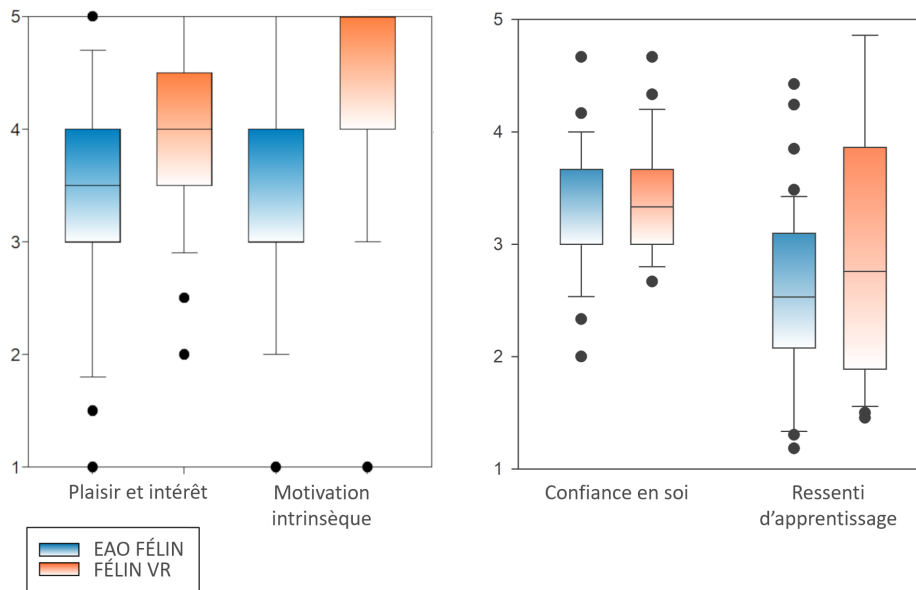 5
4
3
2
1
Plaisir et intérêt
Motivation
intrinsèque
5
4
3
2
1
Confiance en soi
Ressenti
d’apprentissage
EAO FÉLIN
FÉLIN VR